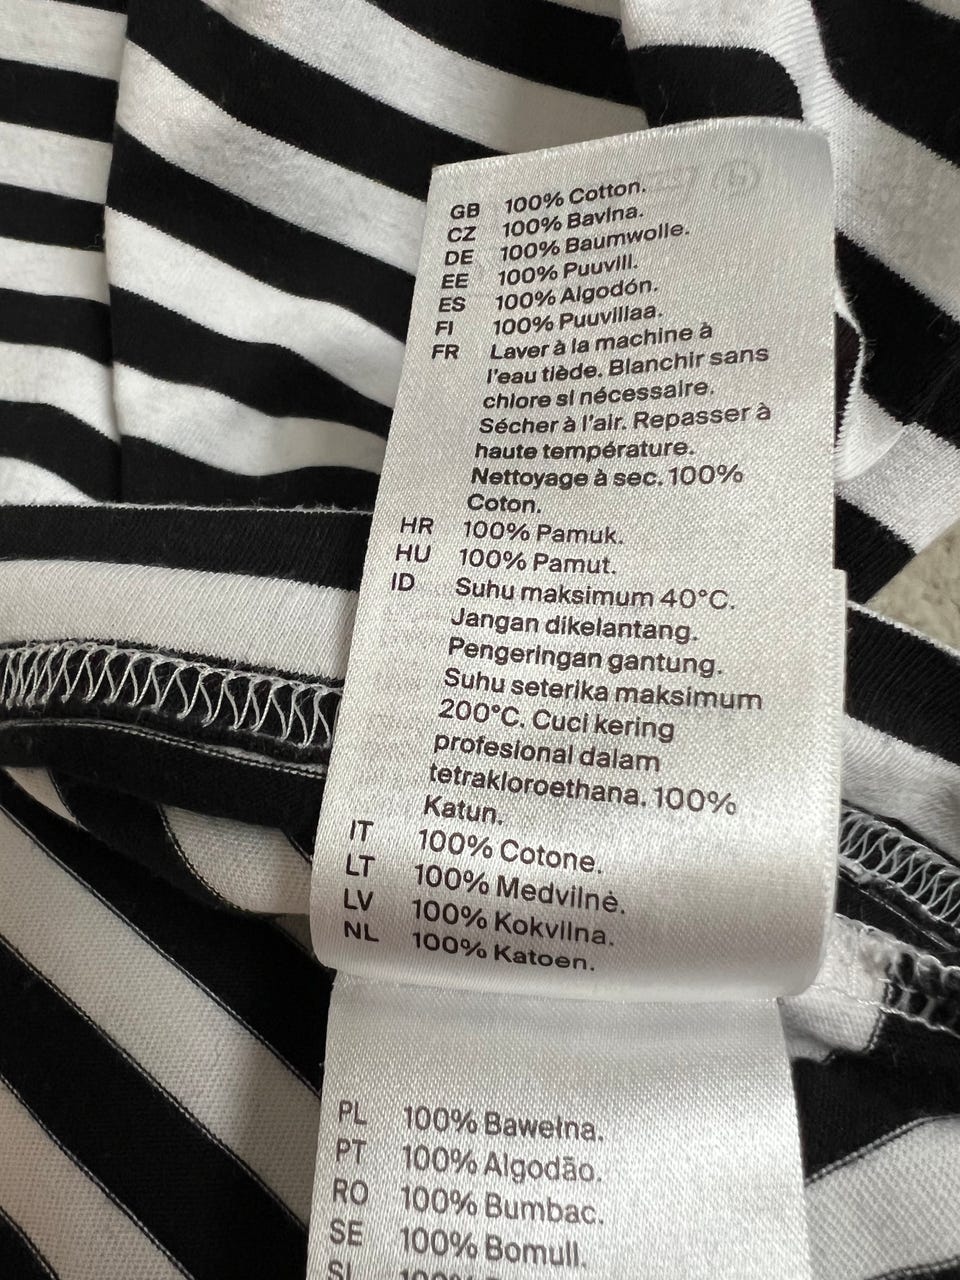 GB 100% Cotton.
CZ 100% Bavlna.
DE 100% Baumwolle.
EE 100% Puuvill.
ES 100% Algodón.
FI 100% Puuvillaa.
FR Laver à la machine à
l'eau tiède. Blanchir sans
chlore si nécessaire.
Sécher à l'air. Repasser à
haute température.
Nettoyage à sec. 100%
Coton.
HR 100% Pamuk.
HU 100% Pamut.
ID Suhu maksimum 40°C.
Jangan dikelantang.
Pengeringan gantung.
Suhu seterika maksimum
200°C. Cuci kering
profesional dalam
tetrakloroethana. 100%
Katun.
IT 100% Cotone.
LT 100% Medvilnė.
LV 100% Kokvilna.
NL 100% Katoen.
PL 100% Bawełna.
PT 100% Algodão.
RO 100% Bumbac.
SE 100% Bomull.
SI 100%